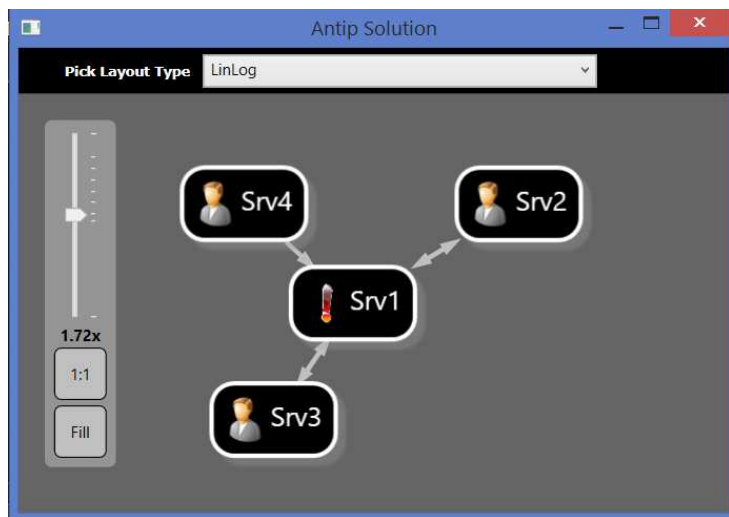 Antip Solution
Pick Layout Type LinLog
Srv4
Srv2
Srv1
1.72x
1:1
Srv3
Fill